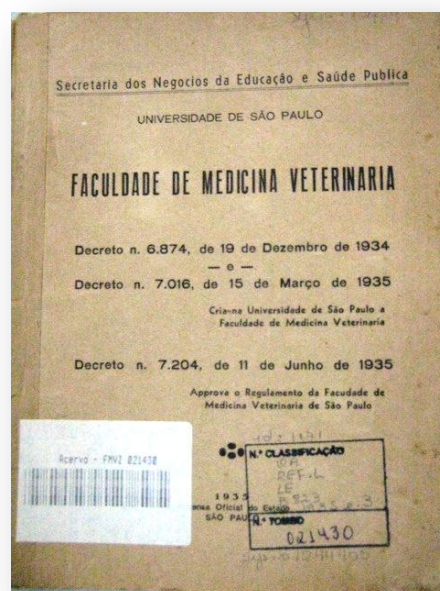 Secretaria dos Negocios da Educação e Saúde Publica
UNIVERSIDADE DE SÃO PAULO
FACULDADE DE MEDICINA VETERINARIA
Decreto n. 6.874, de 19 de Dezembro de 1934
— e —
Decreto n. 7.016, de 15 de Março de 1935
Cria-na Universidade de São Paulo a
Faculdade de Medicina Veterinaria
Decreto n. 7.204, de 11 de Junho de 1935
Approva o Regulamento da Facudade de
Medicina Veterinaria de São Paulo
Acervo - FMVZ 021430
N.º CLASSIFICAÇÃO
REF.L
LE
1935
Oficial do Estado
SÃO PAULO
N.º TOMBO
021430